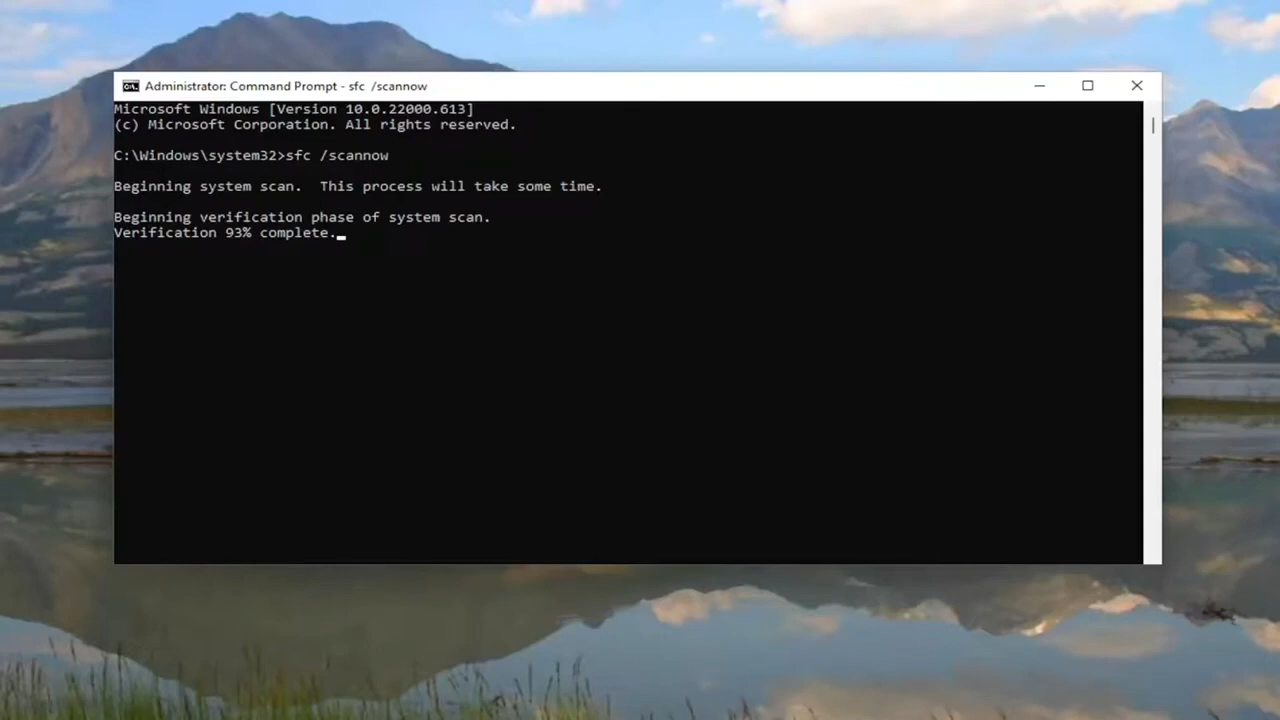 Administrator: Command Prompt - sfc /scannow
Microsoft Windows [Version 10.0.22000.613]
(c) Microsoft Corporation. All rights reserved.
C:\Windows\system32>sfc /scannow
Beginning system scan.  This process will take some time.
Beginning verification phase of system scan.
Verification 93% complete.